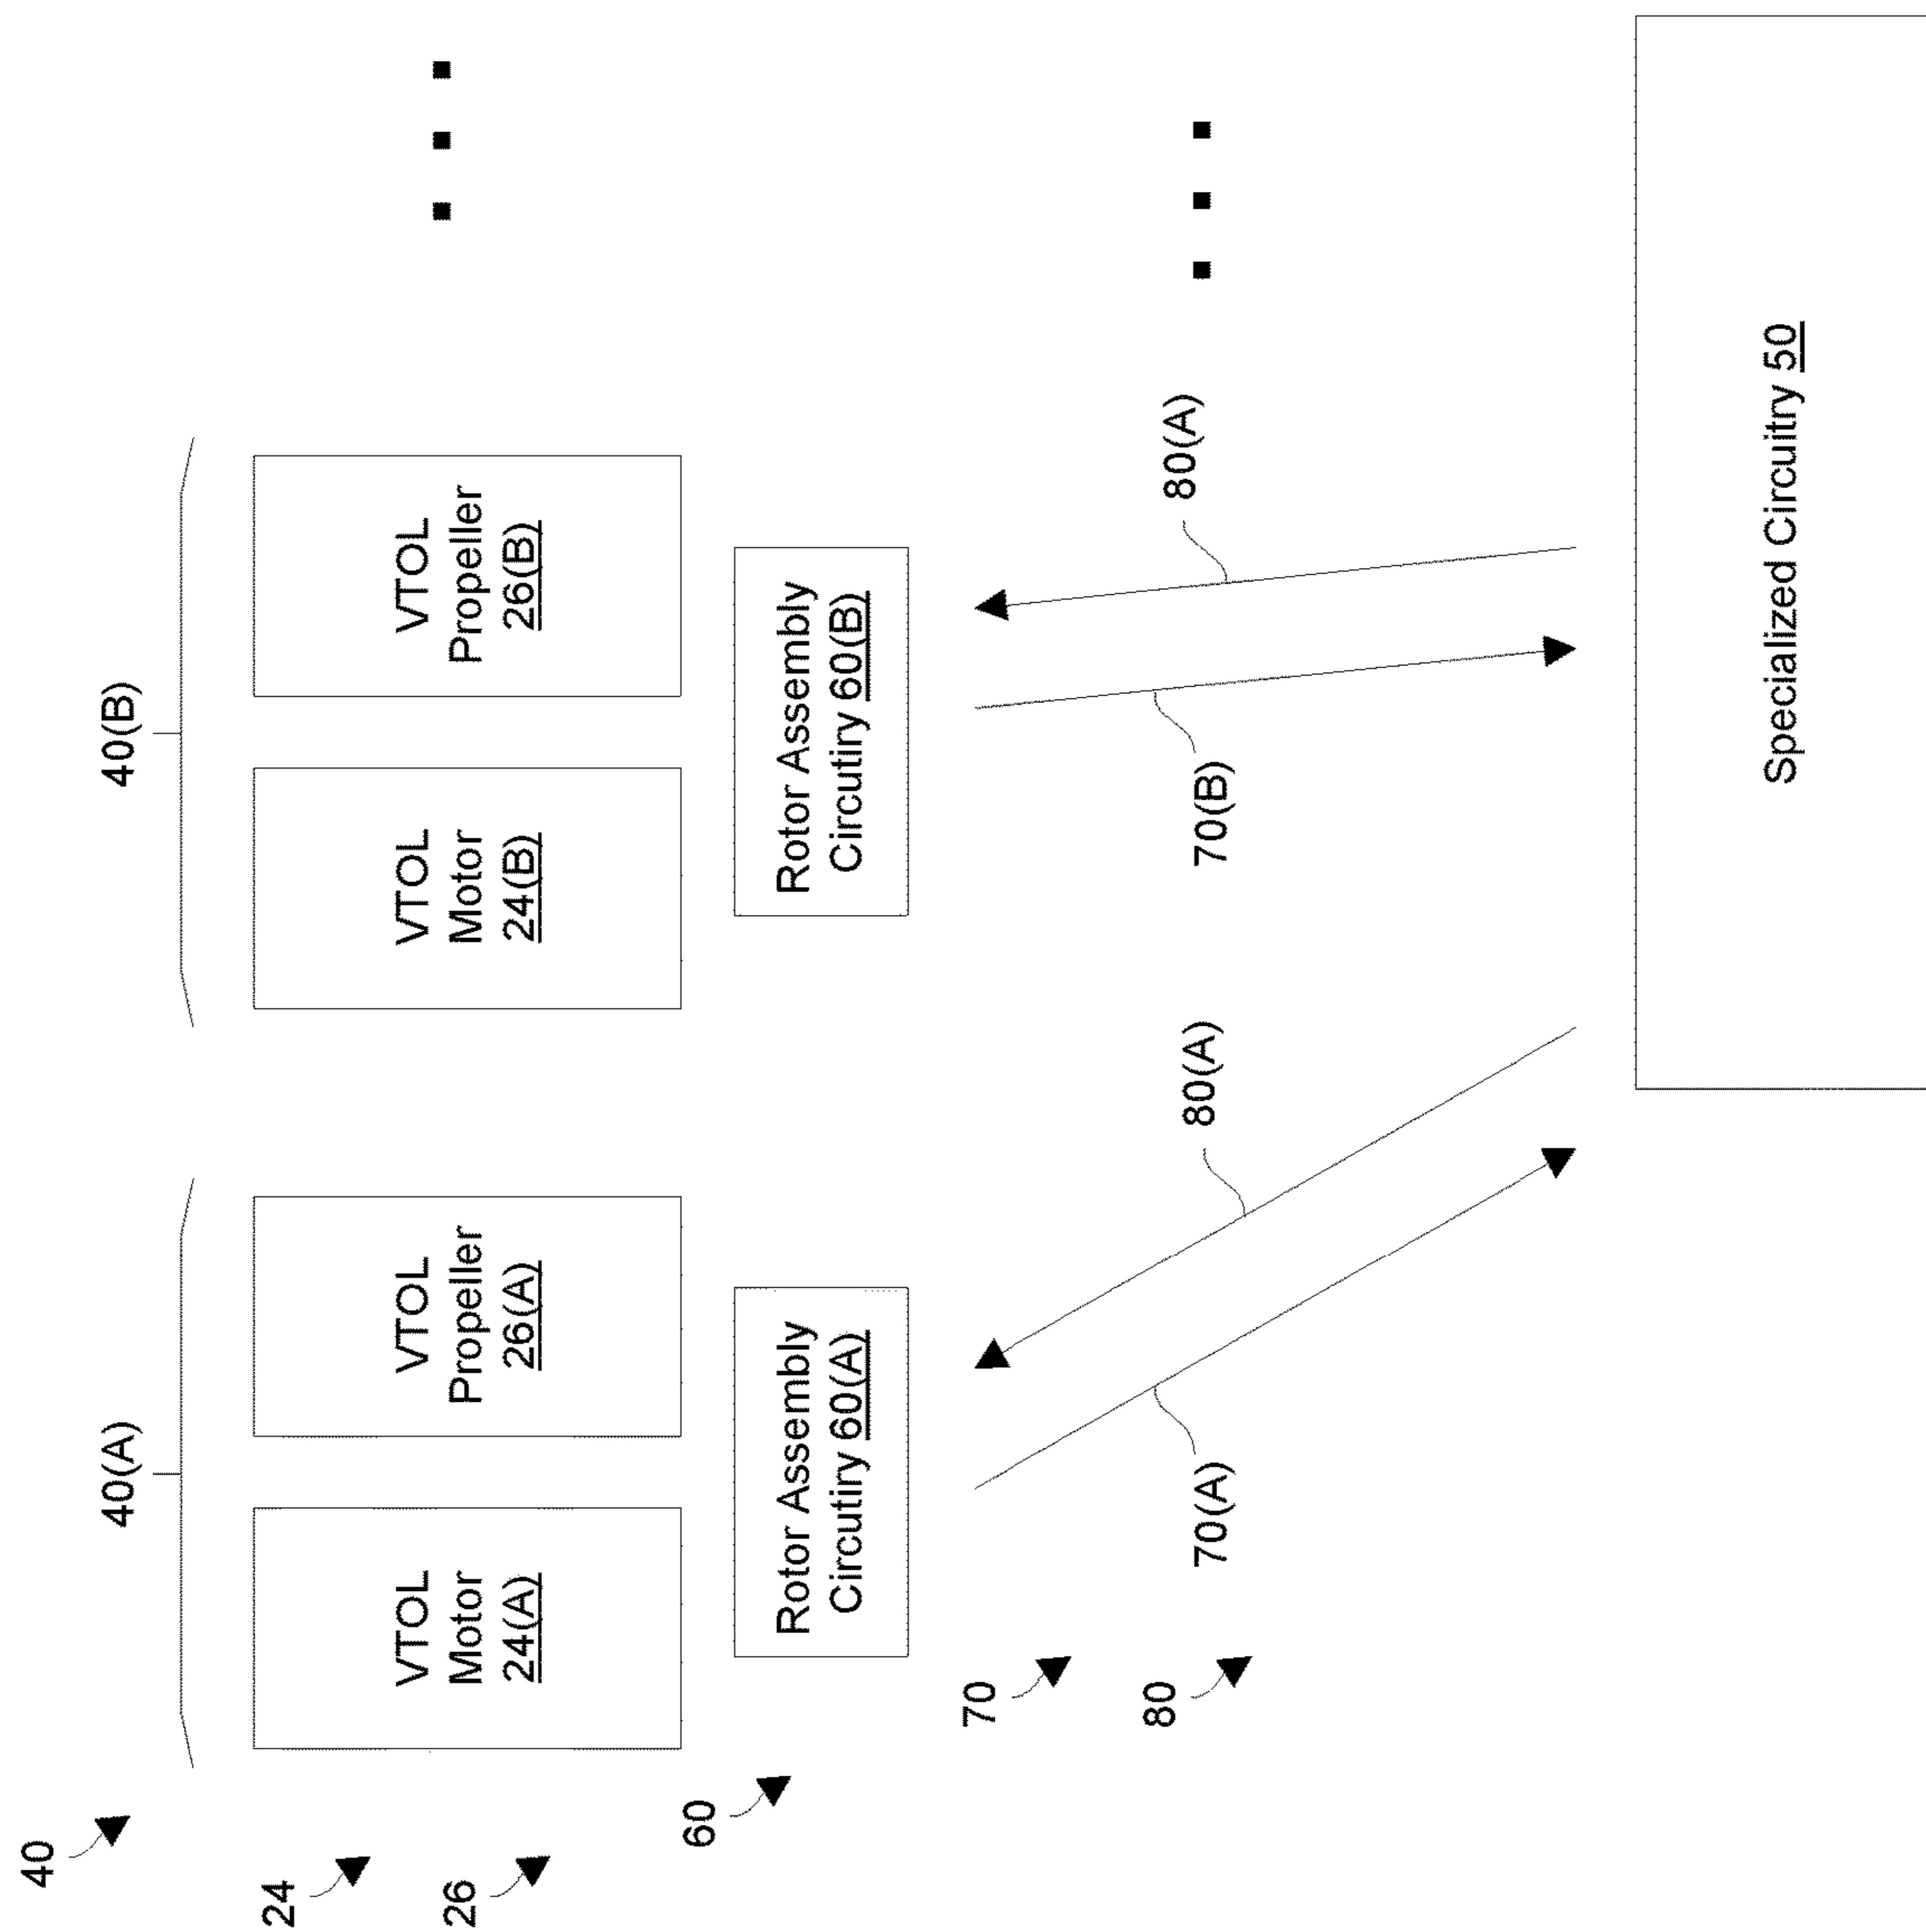 40
40(A)
40(B)
24
26
VTOL
Motor
24(A)
VTOL
Propeller
26(A)
VTOL
Motor
24(B)
VTOL
Propeller
26(B)
60
Rotor Assembly
Circutiry 60(A)
Rotor Assembly
Circutiry 60(B)
70
80
70(A)
80(A)
70(B)
80(A)
Specialized Circuitry 50